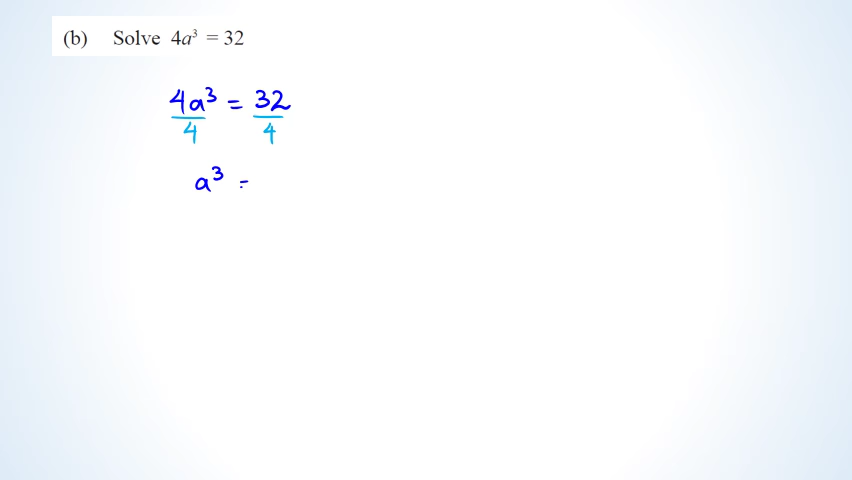 (b) Solve 4a³ = 32
4a³ = 32
4 4
a³ =